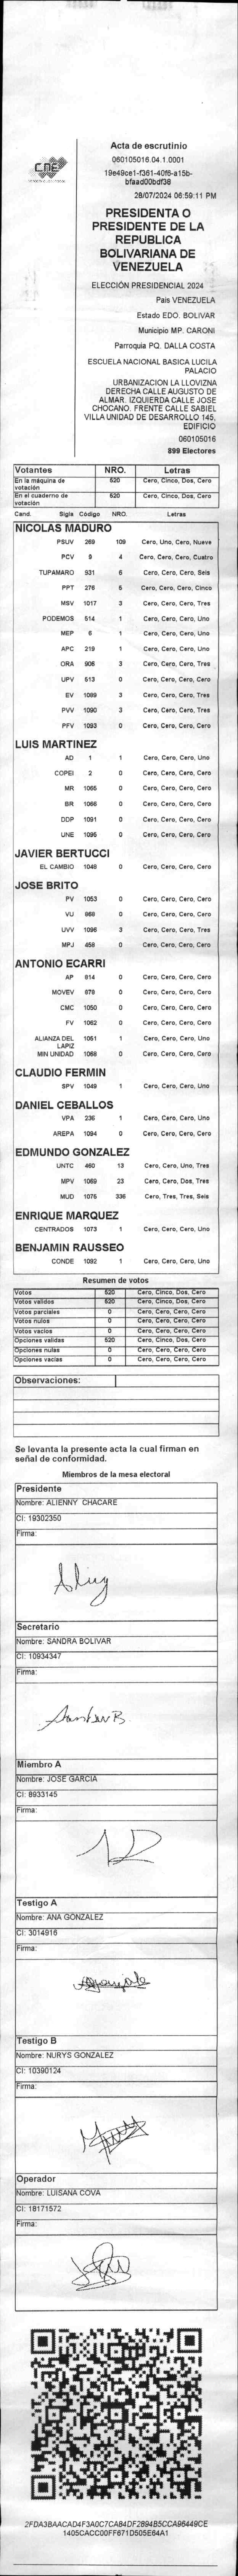 CNE
Acta de escrutinio
060105016.04.1.0001
19e49ce1-f361-40f6-a15b-
bfaad00bdf38
28/07/2024 06:59:11 PM
PRESIDENTA O
PRESIDENTE DE LA
REPUBLICA
BOLIVARIANA DE
VENEZUELA
ELECCIÓN PRESIDENCIAL 2024
Pais VENEZUELA
Estado EDO. BOLIVAR
Municipio MP. CARONI
Parroquia PQ. DALLA COSTA
ESCUELA NACIONAL BASICA LUCILA
PALACIO
URBANIZACION LA LLOVIZNA
DERECHA CALLE AUGUSTO DE
ALMAR. IZQUIERDA CALLE JOSE
CHOCANO. FRENTE CALLE SABIEL
VILLA UNIDAD DE DESARROLLO 145,
EDIFICIO
060105016
899 Electores
Votantes NRO. Letras
En la máquina de votación 520 Cero, Cinco, Dos, Cero
En el cuaderno de votación 520 Cero, Cinco, Dos, Cero
Cand. Sigla Código NRO. Letras
NICOLAS MADURO
PSUV 269 109 Cero, Uno, Cero, Nueve
PCV 9 4 Cero, Cero, Cero, Cuatro
TUPAMARO 931 6 Cero, Cero, Cero, Seis
PPT 276 5 Cero, Cero, Cero, Cinco
MSV 1017 3 Cero, Cero, Cero, Tres
PODEMOS 514 1 Cero, Cero, Cero, Uno
MEP 6 1 Cero, Cero, Cero, Uno
APC 219 1 Cero, Cero, Cero, Uno
ORA 906 3 Cero, Cero, Cero, Tres
UPV 513 0 Cero, Cero, Cero, Cero
EV 1089 3 Cero, Cero, Cero, Tres
PVV 1090 3 Cero, Cero, Cero, Tres
PFV 1093 0 Cero, Cero, Cero, Cero
LUIS MARTINEZ
AD 1 1 Cero, Cero, Cero, Uno
COPEI 2 0 Cero, Cero, Cero, Cero
MR 1065 0 Cero, Cero, Cero, Cero
BR 1066 0 Cero, Cero, Cero, Cero
DDP 1091 0 Cero, Cero, Cero, Cero
UNE 1095 0 Cero, Cero, Cero, Cero
JAVIER BERTUCCI
EL CAMBIO 1048 0 Cero, Cero, Cero, Cero
JOSE BRITO
PV 1053 0 Cero, Cero, Cero, Cero
VU 868 0 Cero, Cero, Cero, Cero
UVV 1096 3 Cero, Cero, Cero, Tres
MPJ 458 0 Cero, Cero, Cero, Cero
ANTONIO ECARRI
AP 814 0 Cero, Cero, Cero, Cero
MOVEV 878 0 Cero, Cero, Cero, Cero
CMC 1050 0 Cero, Cero, Cero, Cero
FV 1062 0 Cero, Cero, Cero, Cero
ALIANZA DEL LAPIZ 1051 1 Cero, Cero, Cero, Uno
MIN UNIDAD 1068 0 Cero, Cero, Cero, Cero
CLAUDIO FERMIN
SPV 1049 1 Cero, Cero, Cero, Uno
DANIEL CEBALLOS
VPA 236 1 Cero, Cero, Cero, Uno
AREPA 1094 0 Cero, Cero, Cero, Cero
EDMUNDO GONZALEZ
UNTC 460 13 Cero, Cero, Uno, Tres
MPV 1069 23 Cero, Cero, Dos, Tres
MUD 1076 336 Cero, Tres, Tres, Seis
ENRIQUE MARQUEZ
CENTRADOS 1073 1 Cero, Cero, Cero, Uno
BENJAMIN RAUSSEO
CONDE 1092 1 Cero, Cero, Cero, Uno
Resumen de votos
Votos 520 Cero, Cinco, Dos, Cero
Votos validos 520 Cero, Cinco, Dos, Cero
Votos parciales 0 Cero, Cero, Cero, Cero
Votos nulos 0 Cero, Cero, Cero, Cero
Votos vacios 0 Cero, Cero, Cero, Cero
Opciones validas 520 Cero, Cinco, Dos, Cero
Opciones nulas 0 Cero, Cero, Cero, Cero
Opciones vacias 0 Cero, Cero, Cero, Cero
Observaciones:
Se levanta la presente acta la cual firman en
señal de conformidad.
Miembros de la mesa electoral
Presidente
Nombre: ALIENNY CHACARE
CI: 19302350
Firma:
Secretario
Nombre: SANDRA BOLIVAR
CI: 10934347
Firma:
Sandra B.
Miembro A
Nombre: JOSE GARCIA
CI: 8933145
Firma:
Testigo A
Nombre: ANA GONZALEZ
CI: 3014916
Firma:
Testigo B
Nombre: NURYS GONZALEZ
CI: 10390124
Firma:
Operador
Nombre: LUISANA COVA
CI: 18171572
Firma:
2FDA3BAACAD4F3A0C7CA84DF2894B5CCA96449CE
1405CACC00FF671D505E64A1